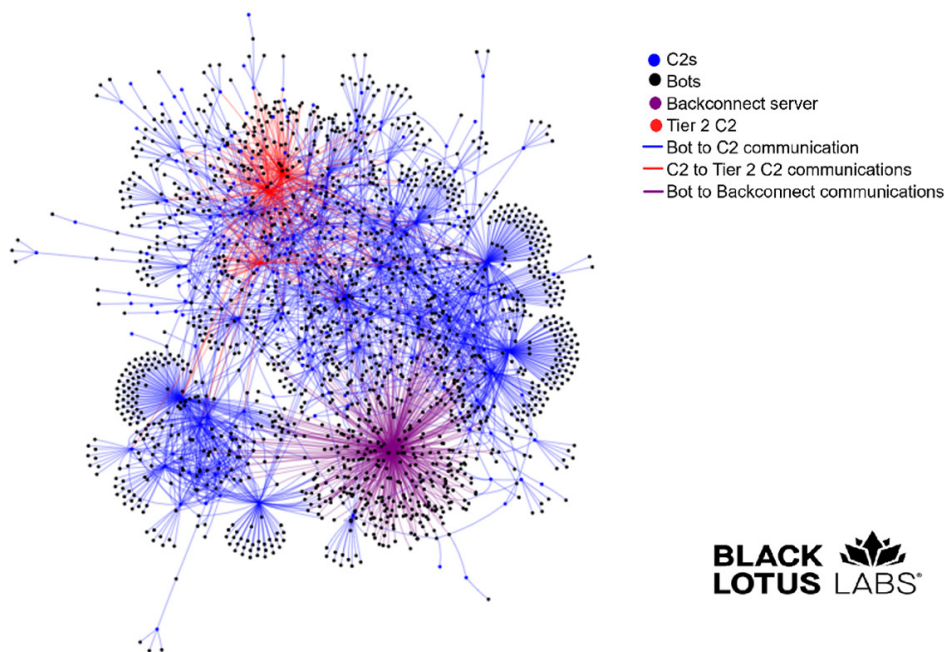 C2s
Bots
Backconnect server
Tier 2 C2
Bot to C2 communication
C2 to Tier 2 C2 communications
Bot to Backconnect communications
BLACK
LOTUS LABS®